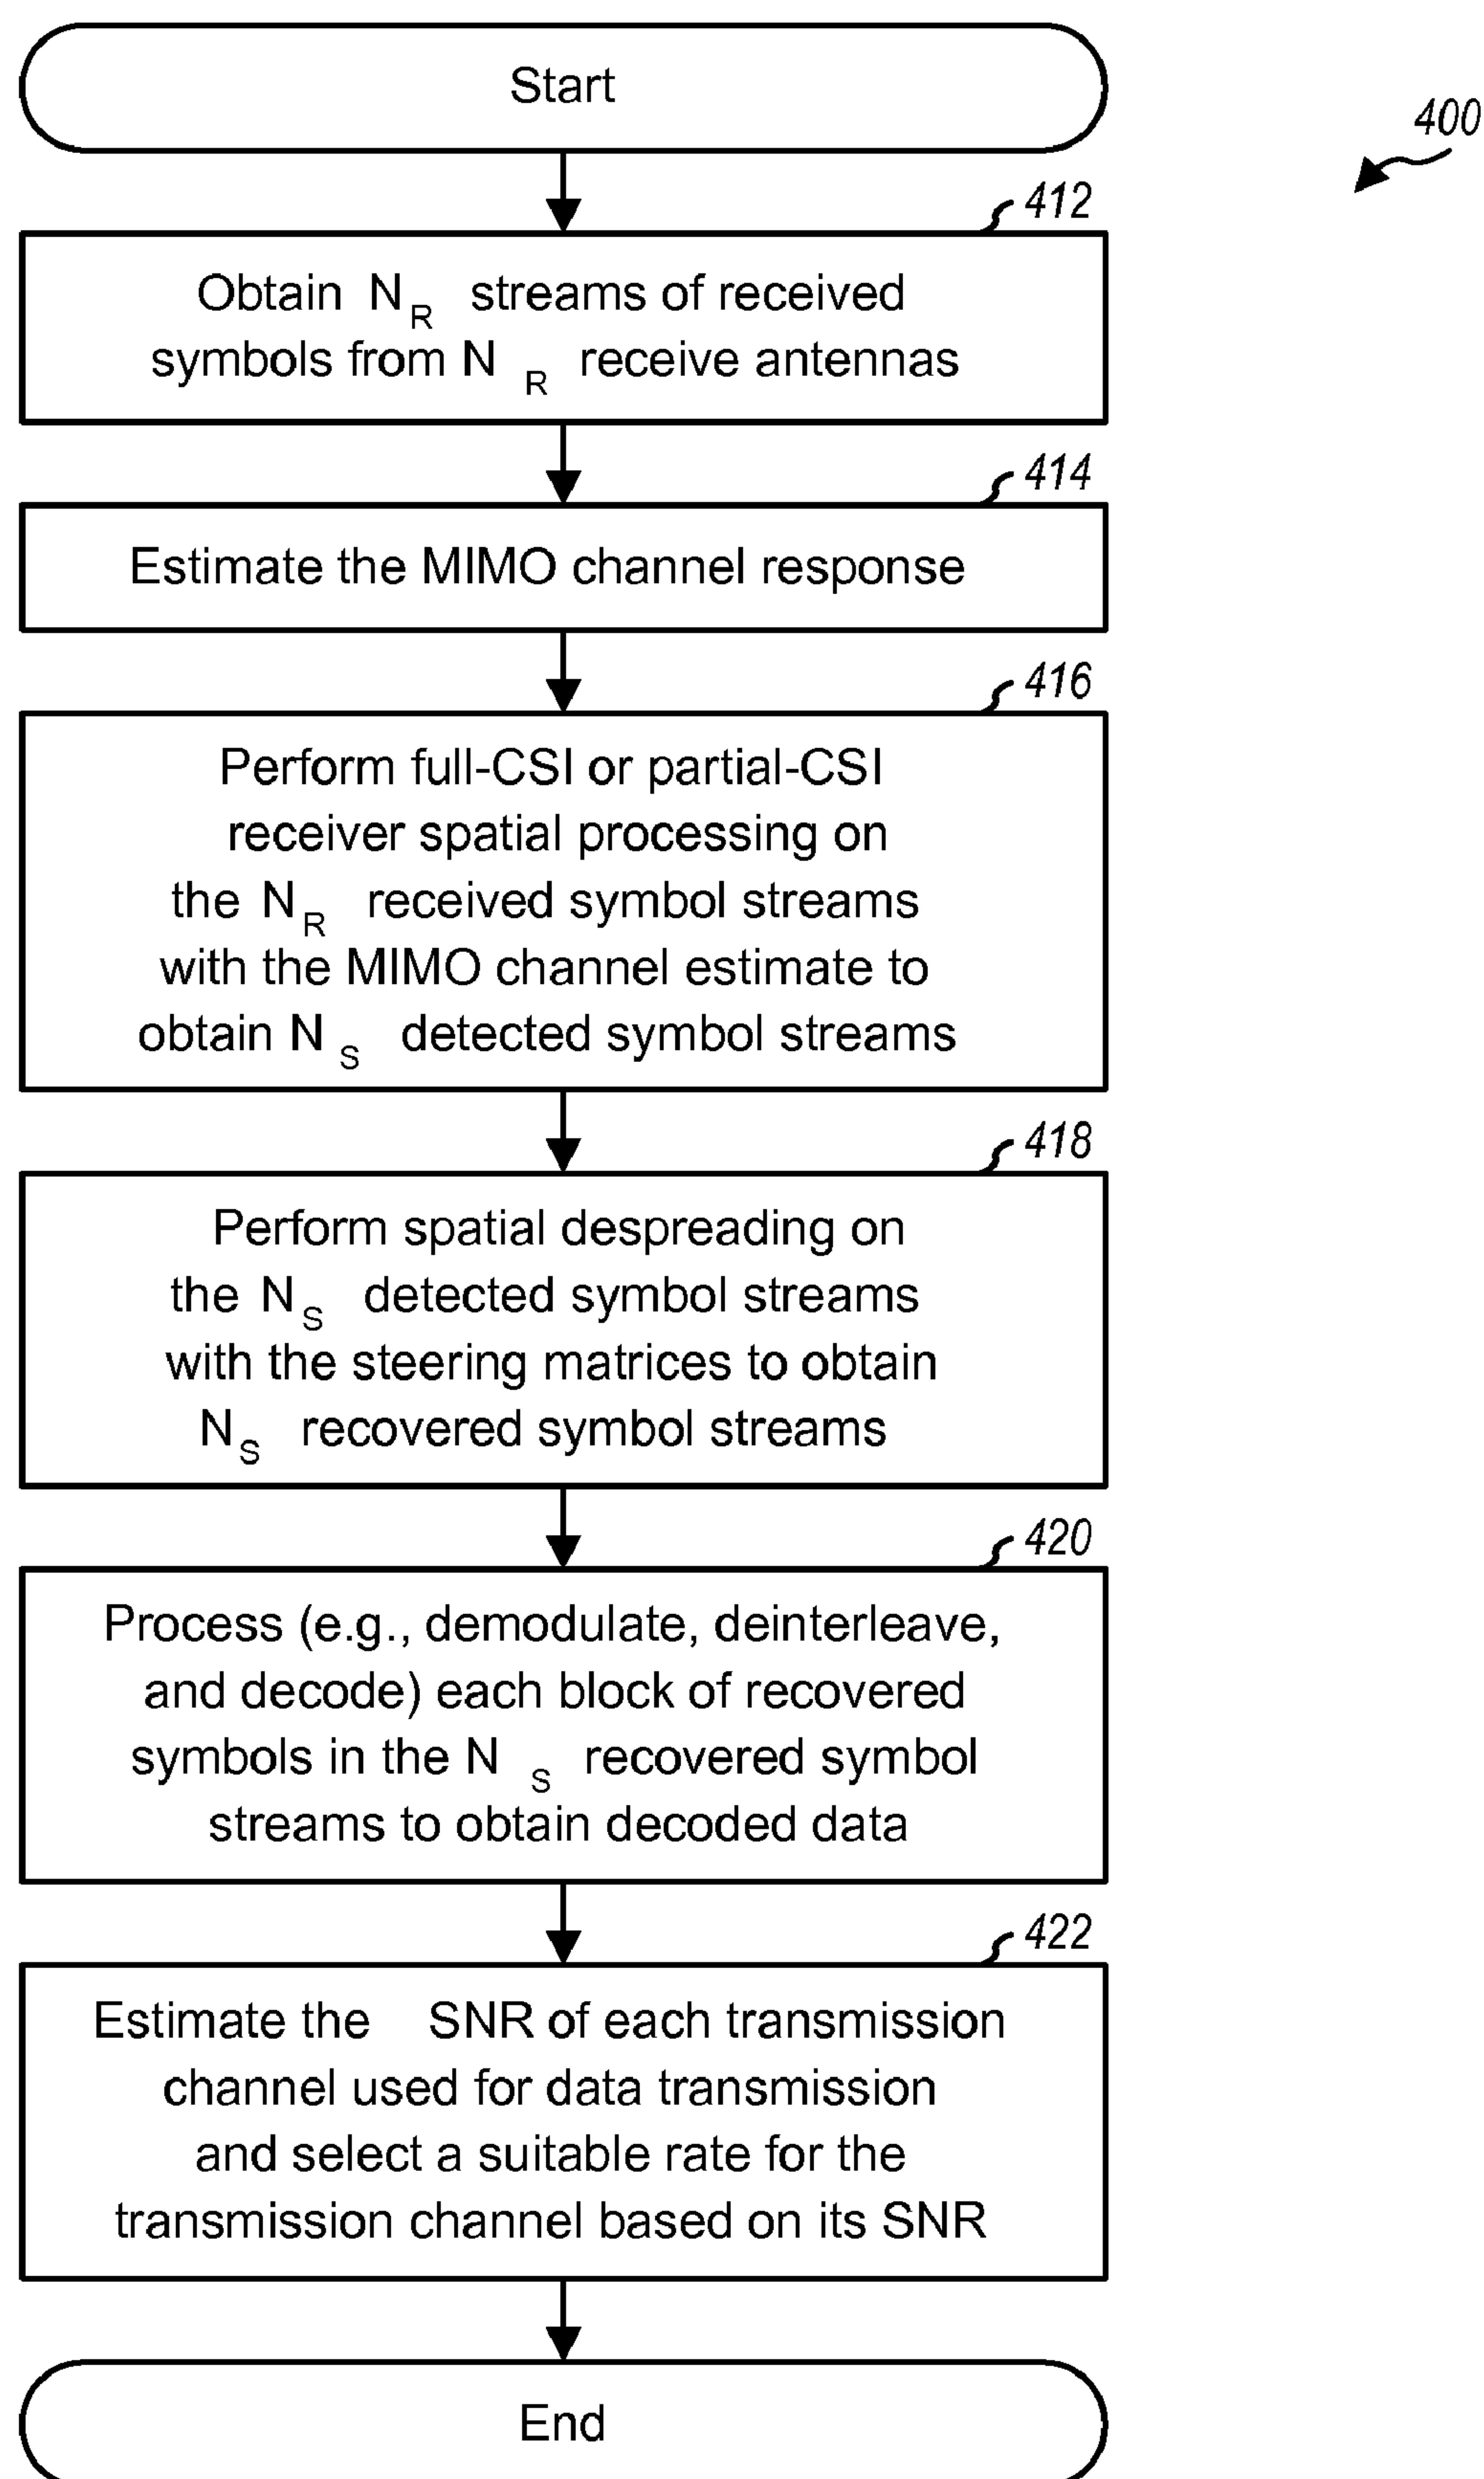 Start
400
412
Obtain N_R streams of received
symbols from N_R receive antennas
414
Estimate the MIMO channel response
416
Perform full-CSI or partial-CSI
receiver spatial processing on
the N_R received symbol streams
with the MIMO channel estimate to
obtain N_S detected symbol streams
418
Perform spatial despreading on
the N_S detected symbol streams
with the steering matrices to obtain
N_S recovered symbol streams
420
Process (e.g., demodulate, deinterleave,
and decode) each block of recovered
symbols in the N_S recovered symbol
streams to obtain decoded data
422
Estimate the SNR of each transmission
channel used for data transmission
and select a suitable rate for the
transmission channel based on its SNR
End